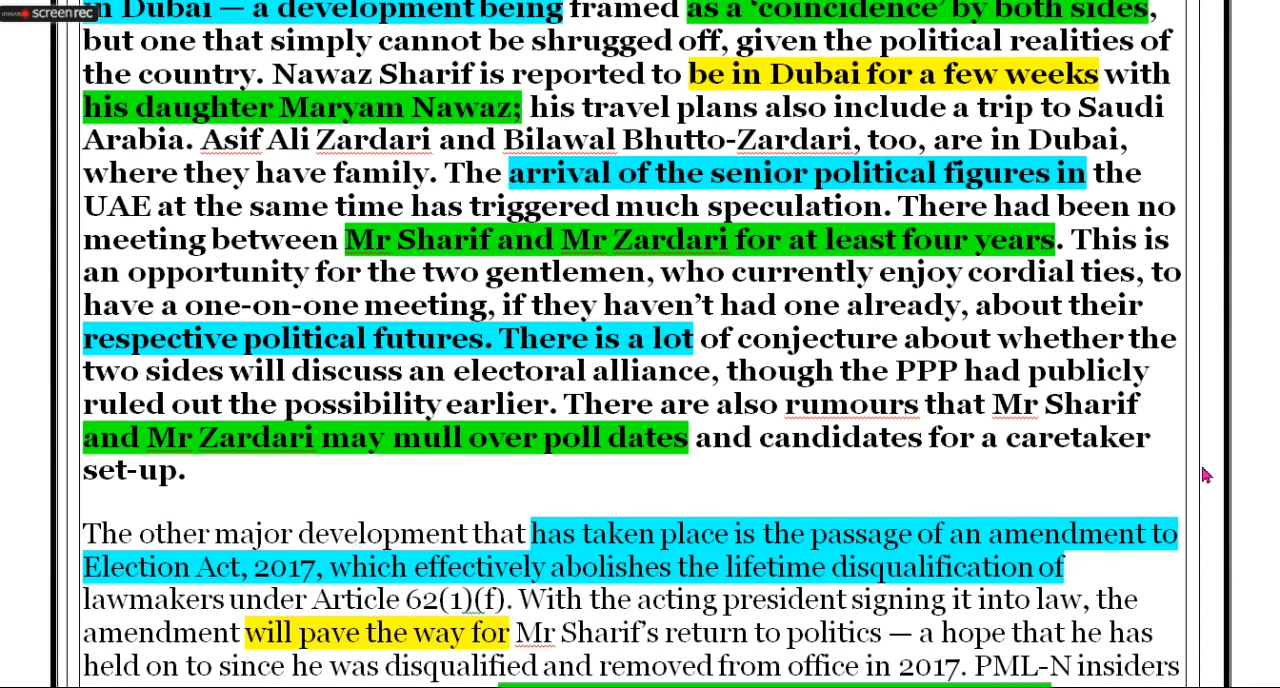 screenrec
in Dubai — a development being framed as a ‘coincidence’ by both sides,
but one that simply cannot be shrugged off, given the political realities of
the country. Nawaz Sharif is reported to be in Dubai for a few weeks with
his daughter Maryam Nawaz; his travel plans also include a trip to Saudi
Arabia. Asif Ali Zardari and Bilawal Bhutto-Zardari, too, are in Dubai,
where they have family. The arrival of the senior political figures in the
UAE at the same time has triggered much speculation. There had been no
meeting between Mr Sharif and Mr Zardari for at least four years. This is
an opportunity for the two gentlemen, who currently enjoy cordial ties, to
have a one-on-one meeting, if they haven’t had one already, about their
respective political futures. There is a lot of conjecture about whether the
two sides will discuss an electoral alliance, though the PPP had publicly
ruled out the possibility earlier. There are also rumours that Mr Sharif
and Mr Zardari may mull over poll dates and candidates for a caretaker
set-up.
The other major development that has taken place is the passage of an amendment to
Election Act, 2017, which effectively abolishes the lifetime disqualification of
lawmakers under Article 62(1)(f). With the acting president signing it into law, the
amendment will pave the way for Mr Sharif’s return to politics — a hope that he has
held on to since he was disqualified and removed from office in 2017. PML-N insiders